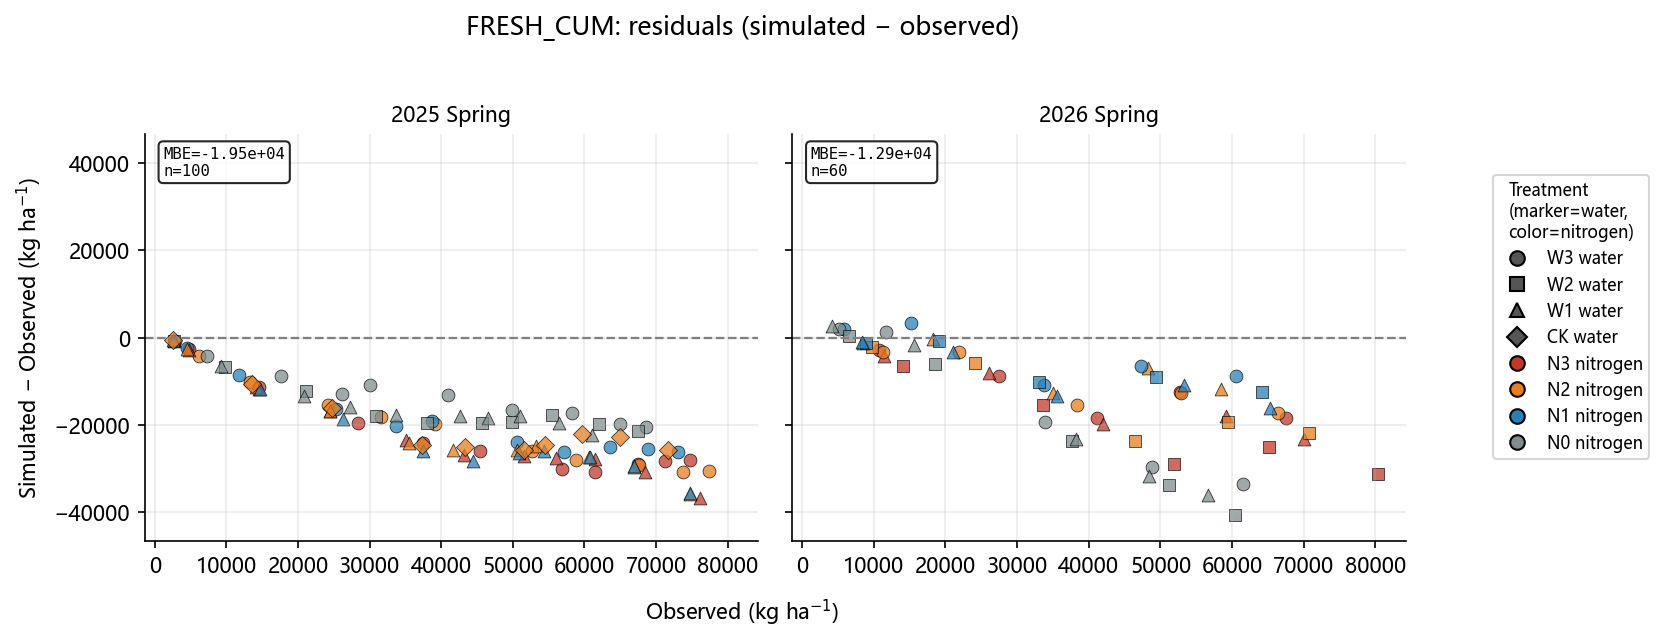 FRESH_CUM: residuals (simulated − observed)
2025 Spring
2026 Spring
MBE=-1.95e+04
n=100
MBE=-1.29e+04
n=60
Simulated − Observed (kg ha⁻¹)
40000
20000
0
−20000
−40000
0 10000 20000 30000 40000 50000 60000 70000 80000
0 10000 20000 30000 40000 50000 60000 70000 80000
Observed (kg ha⁻¹)
Treatment
(marker=water,
color=nitrogen)
W3 water
W2 water
W1 water
CK water
N3 nitrogen
N2 nitrogen
N1 nitrogen
N0 nitrogen